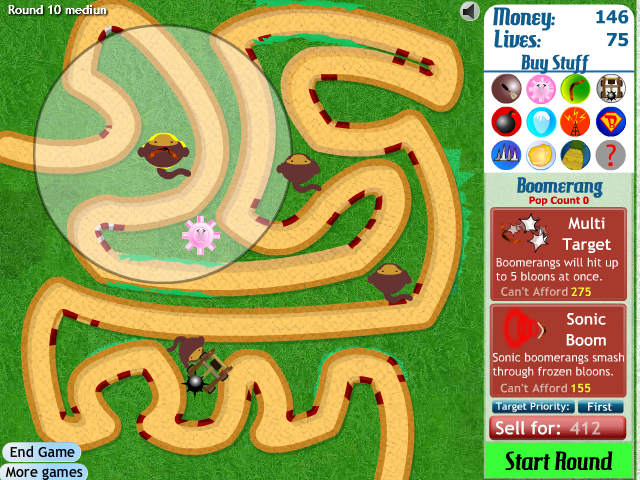 Round 10 medium
Money: 146
Lives: 75
Buy Stuff
?
Boomerang
Pop Count 0
Multi
Target
Boomerangs will hit up
to 5 bloons at once.
Can't Afford 275
Sonic
Boom
Sonic boomerangs smash
through frozen bloons.
Can't Afford 155
Target Priority: First
Sell for: 412
Start Round
End Game
More games